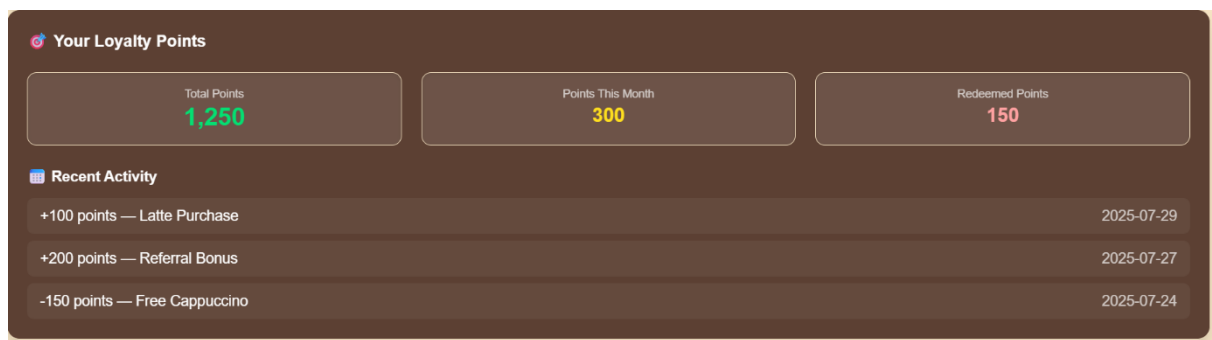 Your Loyalty Points
Total Points
1,250
Points This Month
300
Redeemed Points
150
Recent Activity
+100 points — Latte Purchase 2025-07-29
+200 points — Referral Bonus 2025-07-27
-150 points — Free Cappuccino 2025-07-24